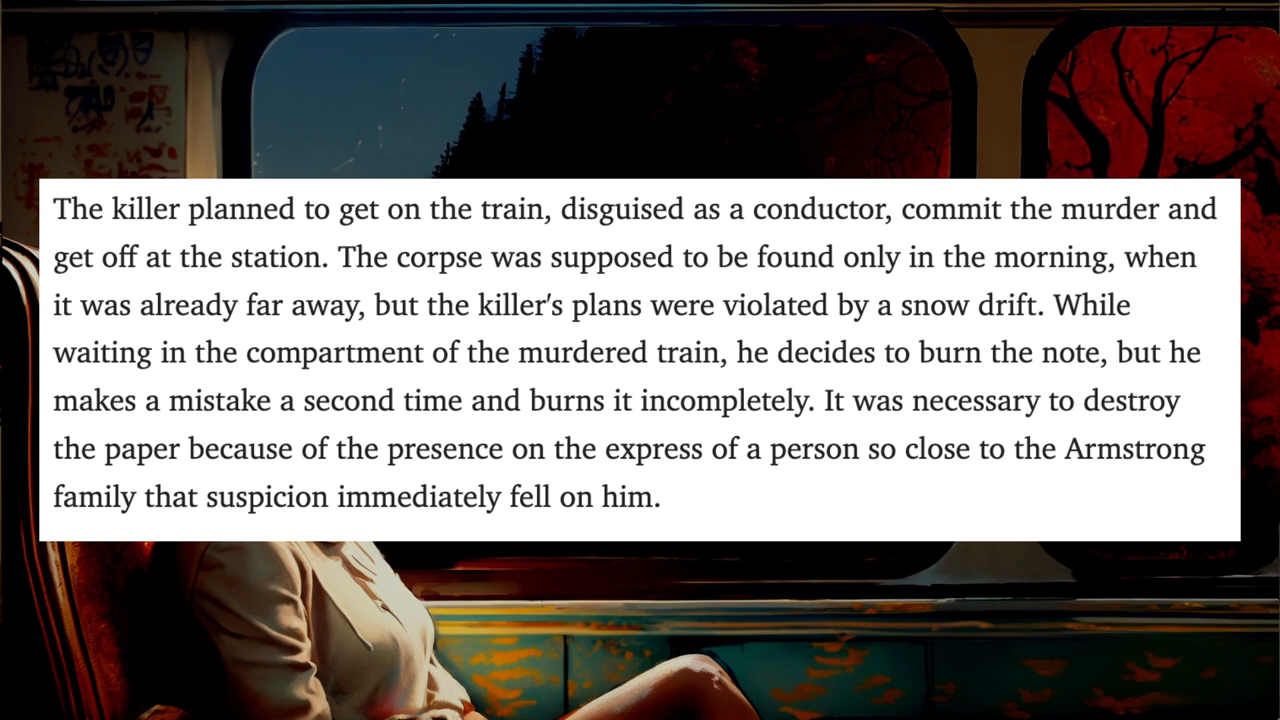 The killer planned to get on the train, disguised as a conductor, commit the murder and
get off at the station. The corpse was supposed to be found only in the morning, when
it was already far away, but the killer's plans were violated by a snow drift. While
waiting in the compartment of the murdered train, he decides to burn the note, but he
makes a mistake a second time and burns it incompletely. It was necessary to destroy
the paper because of the presence on the express of a person so close to the Armstrong
family that suspicion immediately fell on him.